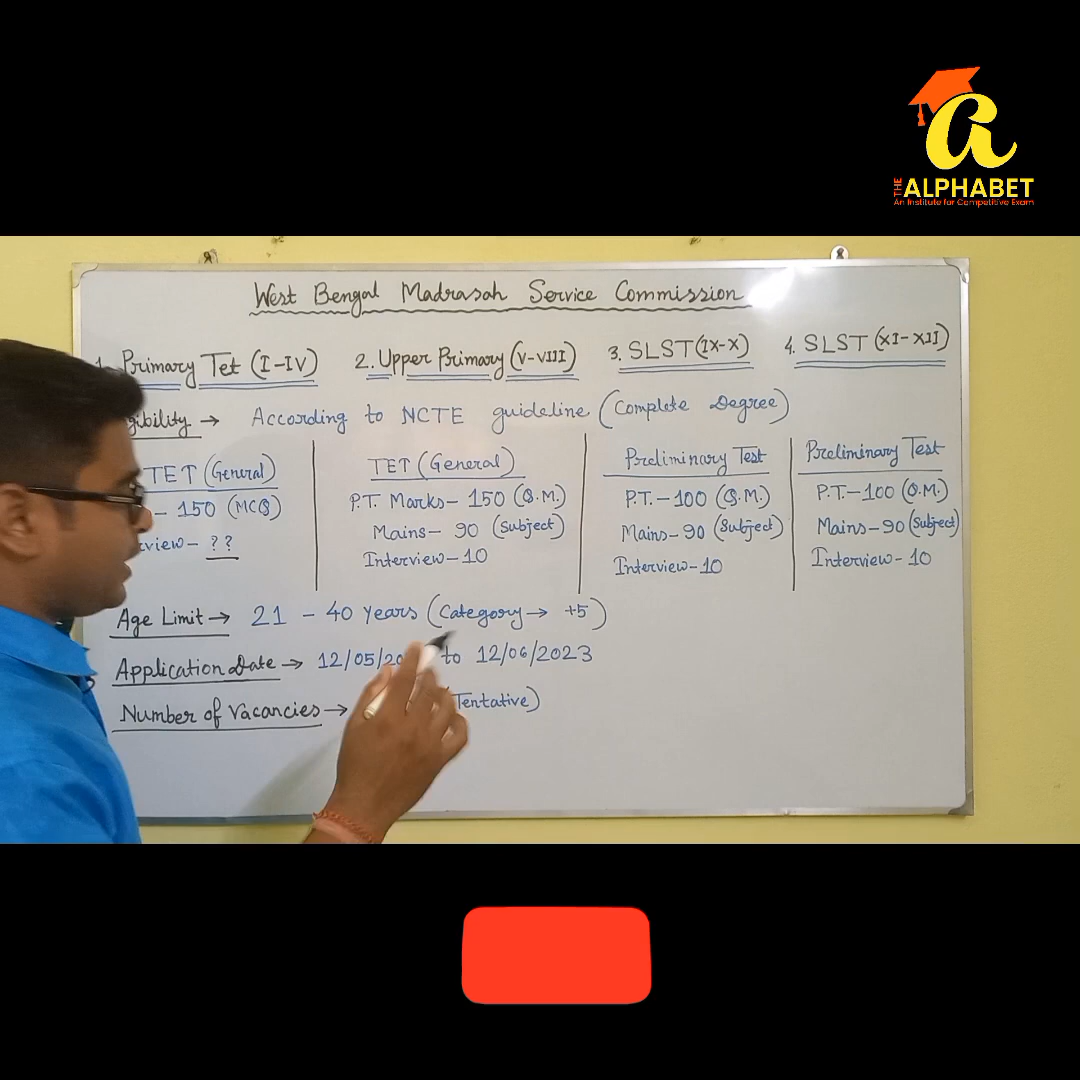 THE ALPHABET
An Institute for Competitive Exam
West Bengal Madrasah Service Commission
Primary Tet (I-IV) 2. Upper Primary (V-VIII) 3. SLST (IX-X) 4. SLST (XI-XII)
→ According to NCTE guideline (Complete Degree)
TET (General)
- 150 (MCQ)
- ??
TET (General)
P.T. Marks - 150 (Q.M.)
Mains - 90 (Subject)
Interview - 10
Preliminary Test
P.T. - 100 (Q.M.)
Mains - 90 (Subject)
Interview - 10
Preliminary Test
P.T. - 100 (Q.M.)
Mains - 90 (Subject)
Interview - 10
Age Limit → 21 - 40 Years (Category → +5)
Application Date → 12/05/20 to 12/06/2023
Number of Vacancies → Tentative)